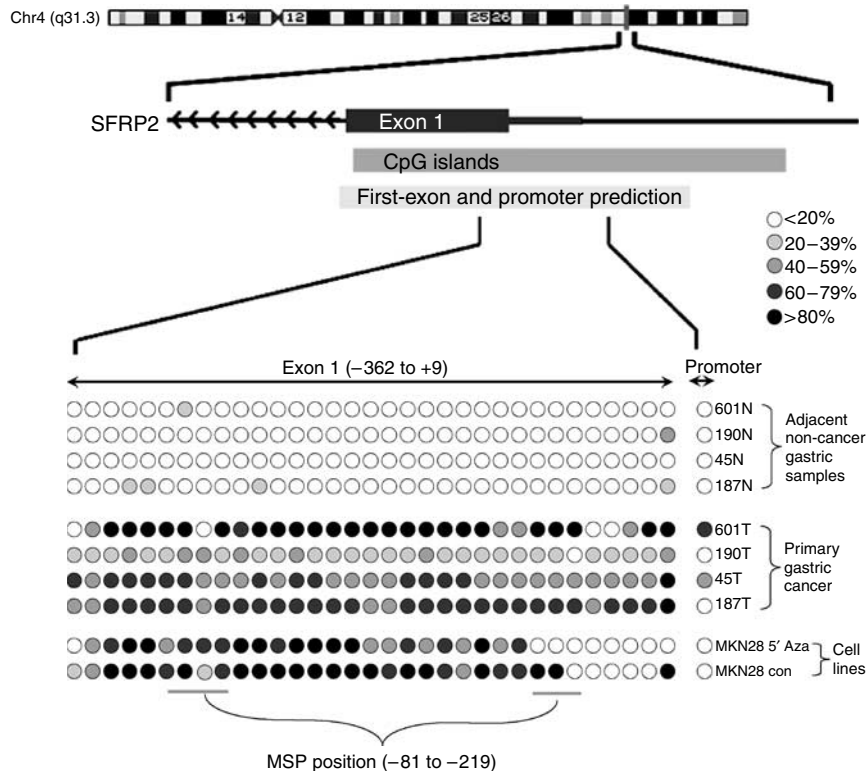 Chr4 (q31.3)
14
12
25
26
SFRP2
Exon 1
CpG islands
First-exon and promoter prediction
<20%
20–39%
40–59%
60–79%
>80%
Exon 1 (–362 to +9)
Promoter
601N
190N
45N
187N
Adjacent
non-cancer
gastric
samples
601T
190T
45T
187T
Primary
gastric
cancer
MKN28 5' Aza
MKN28 con
Cell
lines
MSP position (–81 to –219)